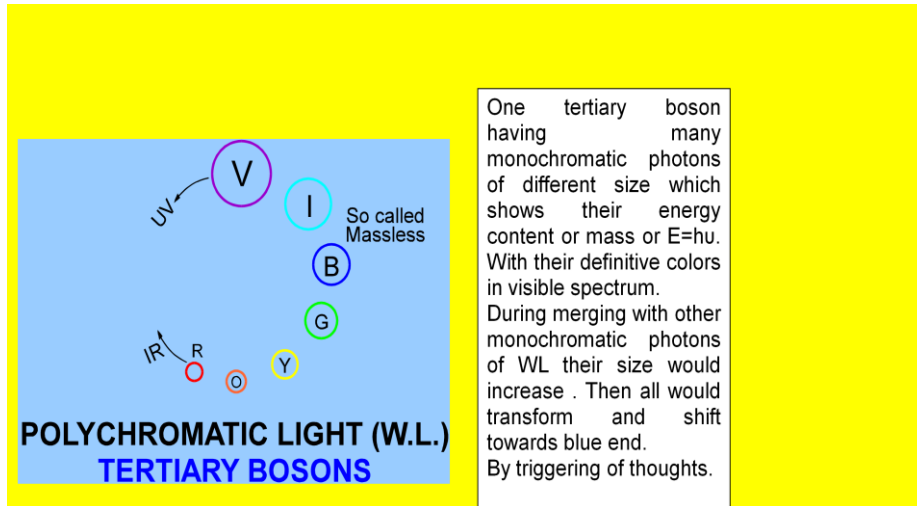 V
I
So called
Massless
B
G
Y
O
R
IR
UV
POLYCHROMATIC LIGHT (W.L.)
TERTIARY BOSONS
One tertiary boson
having many
monochromatic photons
of different size which
shows their energy
content or mass or E=hυ.
With their definitive colors
in visible spectrum.
During merging with other
monochromatic photons
of WL their size would
increase . Then all would
transform and shift
towards blue end.
By triggering of thoughts.